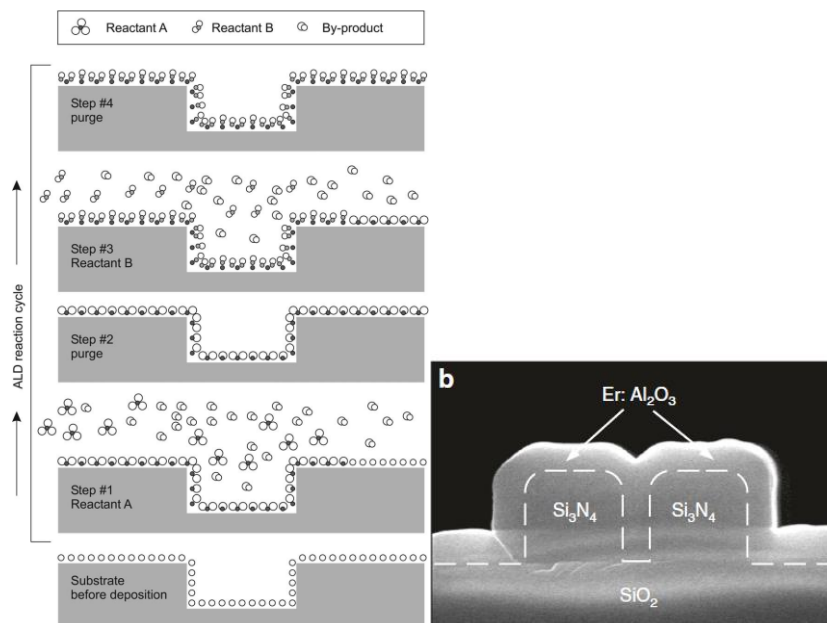 Reactant A Reactant B By-product
Step #4
purge
Step #3
Reactant B
Step #2
purge
Step #1
Reactant A
Substrate
before deposition
ALD reaction cycle
b
Er: Al₂O₃
Si₃N₄ Si₃N₄
SiO₂